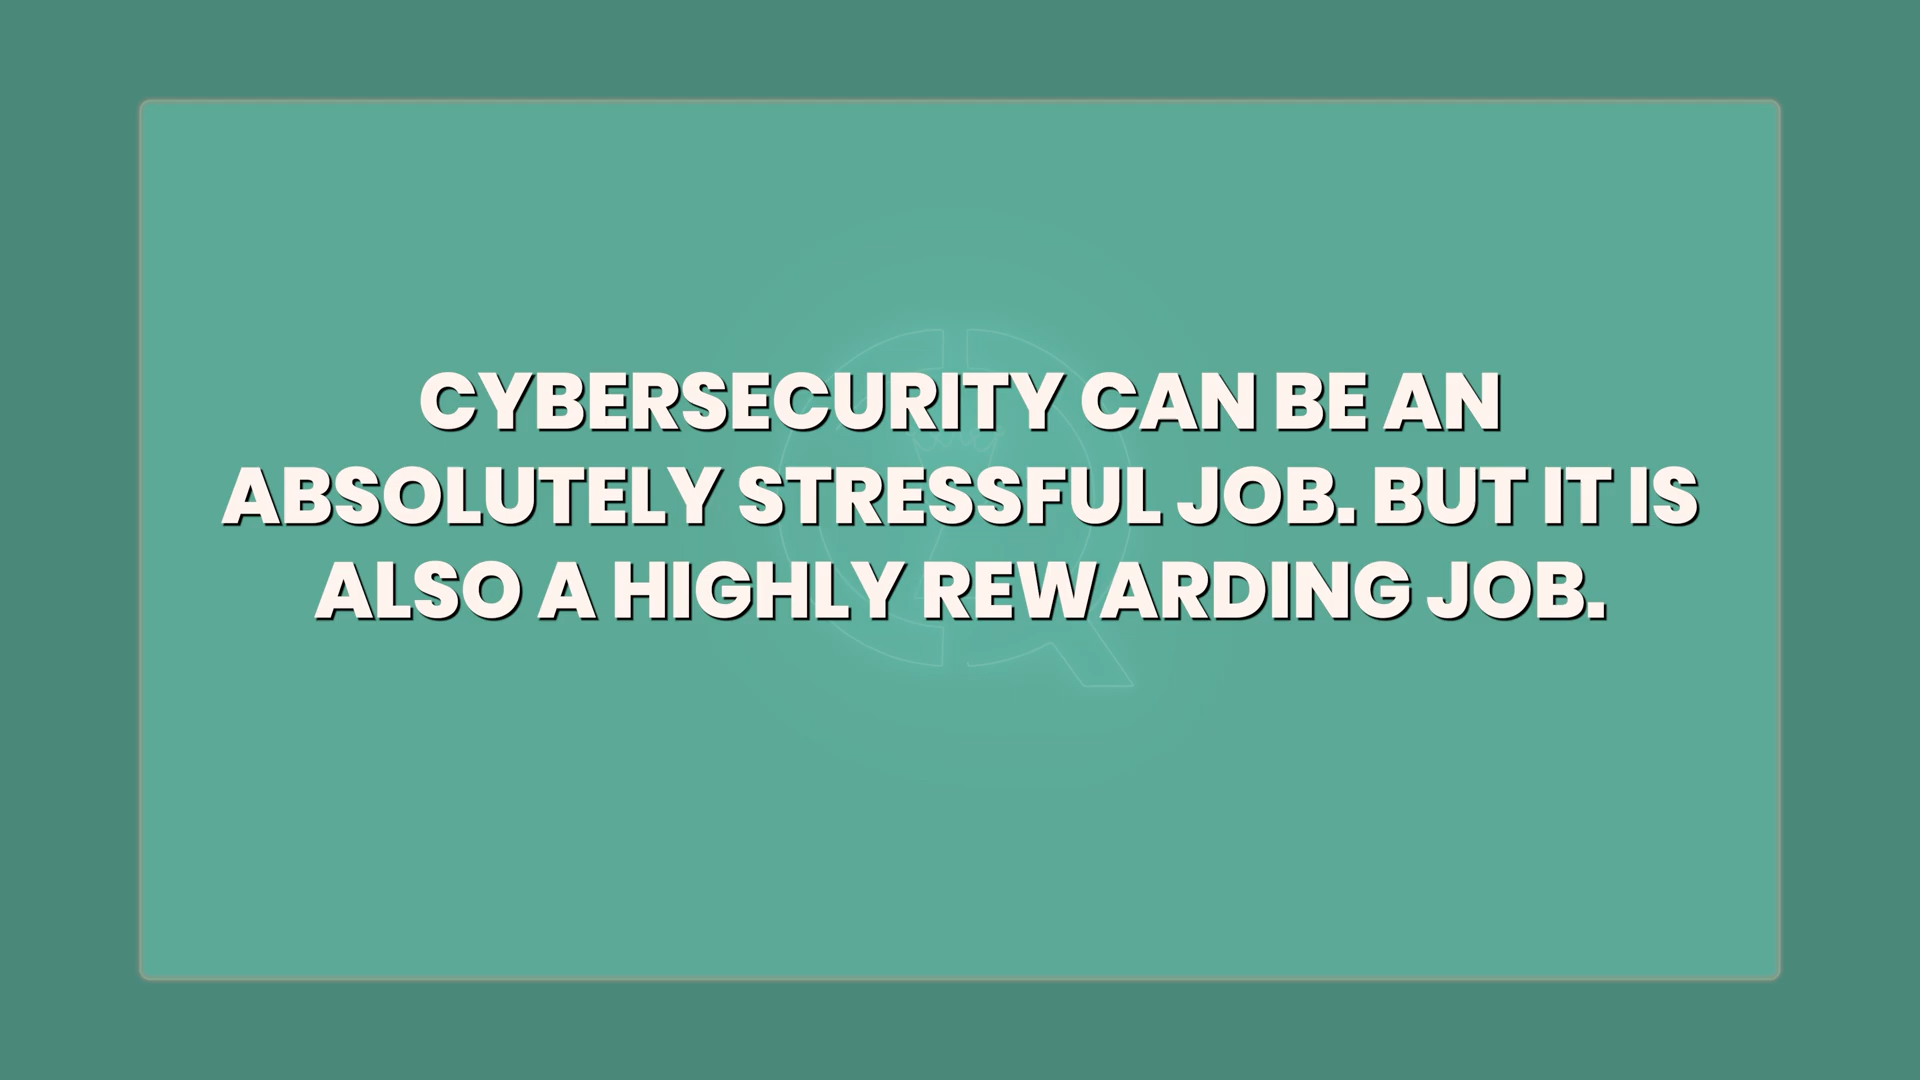 CYBERSECURITY CAN BE AN
ABSOLUTELY STRESSFUL JOB. BUT IT IS
ALSO A HIGHLY REWARDING JOB.